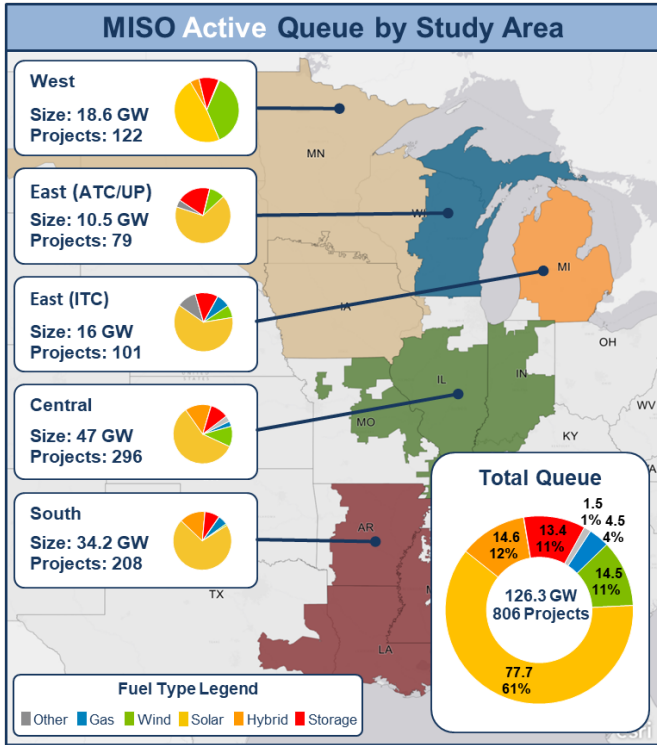 MISO Active Queue by Study Area
West
Size: 18.6 GW
Projects: 122
East (ATC/UP)
Size: 10.5 GW
Projects: 79
East (ITC)
Size: 16 GW
Projects: 101
Central
Size: 47 GW
Projects: 296
South
Size: 34.2 GW
Projects: 208
MN
IA
MI
OH
IL
IN
MO
WV
KY
AR
TX
LA
Total Queue
1.5
1%
4.5
4%
14.5
11%
77.7
61%
14.6
12%
13.4
11%
126.3 GW
806 Projects
Fuel Type Legend
Other Gas Wind Solar Hybrid Storage
esri